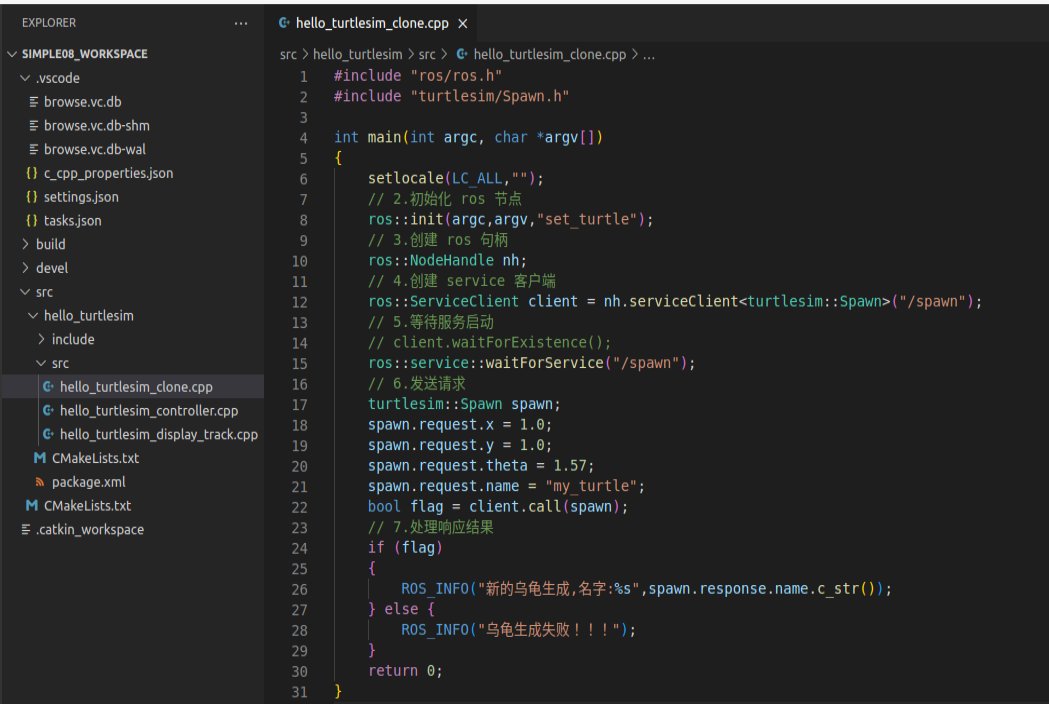 EXPLORER
...
hello_turtlesim_clone.cpp ×
SIMPLE08_WORKSPACE
.vscode
browse.vc.db
browse.vc.db-shm
browse.vc.db-wal
{} c_cpp_properties.json
{} settings.json
{} tasks.json
build
devel
src
hello_turtlesim
include
src
hello_turtlesim_clone.cpp
hello_turtlesim_controller.cpp
hello_turtlesim_display_track.cpp
CMakeLists.txt
package.xml
CMakeLists.txt
.catkin_workspace
src > hello_turtlesim > src > hello_turtlesim_clone.cpp > ...
1 #include "ros/ros.h"
2 #include "turtlesim/Spawn.h"
3
4 int main(int argc, char *argv[])
5 {
6 setlocale(LC_ALL,"");
7 // 2.初始化 ros 节点
8 ros::init(argc,argv,"set_turtle");
9 // 3.创建 ros 句柄
10 ros::NodeHandle nh;
11 // 4.创建 service 客户端
12 ros::ServiceClient client = nh.serviceClient<turtlesim::Spawn>("/spawn");
13 // 5.等待服务启动
14 // client.waitForExistence();
15 ros::service::waitForService("/spawn");
16 // 6.发送请求
17 turtlesim::Spawn spawn;
18 spawn.request.x = 1.0;
19 spawn.request.y = 1.0;
20 spawn.request.theta = 1.57;
21 spawn.request.name = "my_turtle";
22 bool flag = client.call(spawn);
23 // 7.处理响应结果
24 if (flag)
25 {
26 ROS_INFO("新的乌龟生成,名字:%s",spawn.response.name.c_str());
27 } else {
28 ROS_INFO("乌龟生成失败！！！");
29 }
30 return 0;
31 }